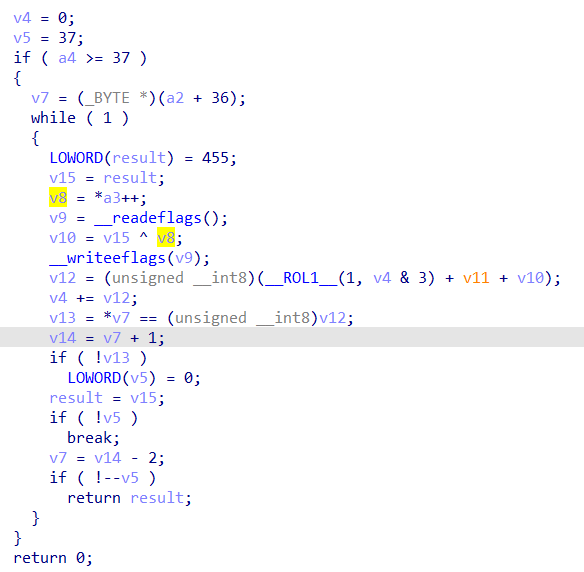 v4 = 0;
v5 = 37;
if ( a4 >= 37 )
{
  v7 = (_BYTE *)(a2 + 36);
  while ( 1 )
  {
    LOWORD(result) = 455;
    v15 = result;
    v8 = *a3++;
    v9 = __readeflags();
    v10 = v15 ^ v8;
    __writeeflags(v9);
    v12 = (unsigned __int8)(__ROL1__(1, v4 & 3) + v11 + v10);
    v4 += v12;
    v13 = *v7 == (unsigned __int8)v12;
    v14 = v7 + 1;
    if ( !v13 )
      LOWORD(v5) = 0;
    result = v15;
    if ( !v5 )
      break;
    v7 = v14 - 2;
    if ( !--v5 )
      return result;
  }
}
return 0;